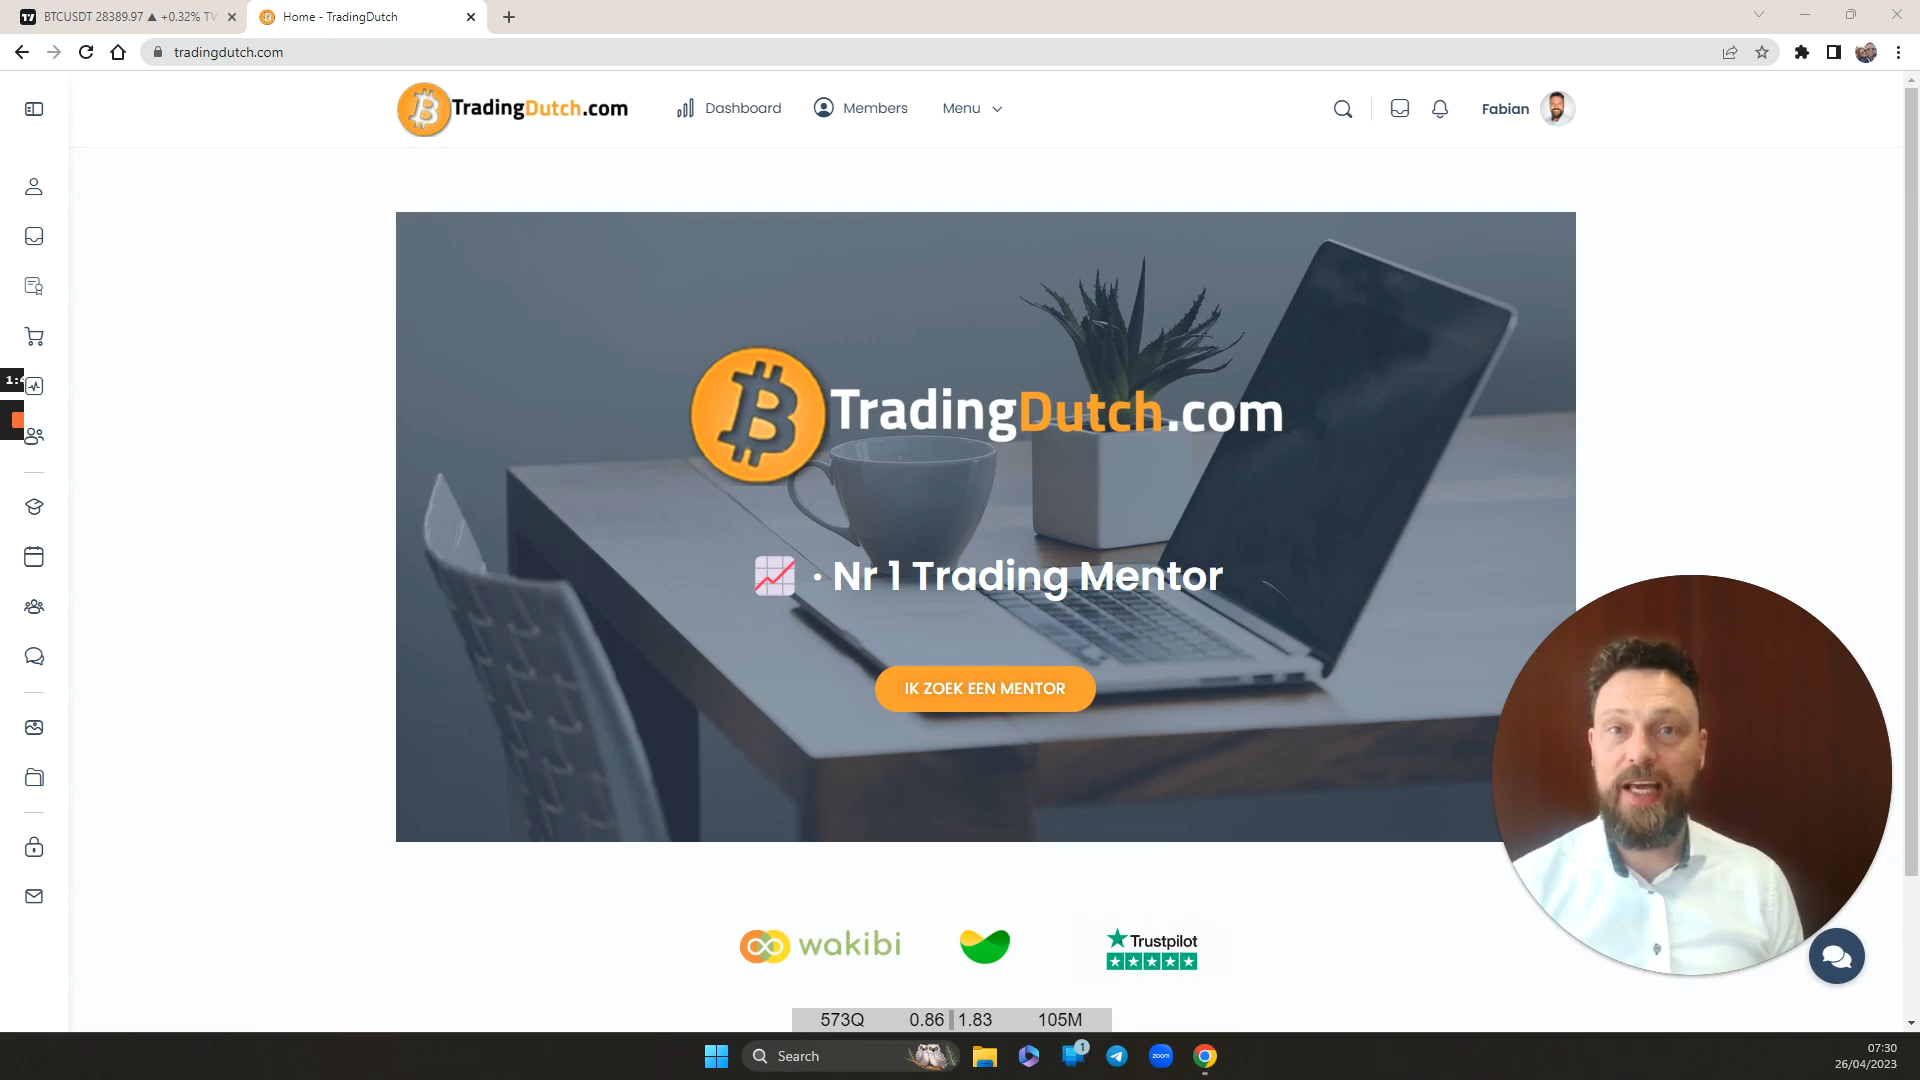 BTCUSDT 28389.97 ▲ +0.32% TV
Home - TradingDutch
tradingdutch.com
TradingDutch.com
Dashboard
Members
Menu
Fabian
TradingDutch.com
· Nr 1 Trading Mentor
IK ZOEK EEN MENTOR
wakibi
Trustpilot
573Q 0.86 1.83 105M
Search
1
zoom
07:30
26/04/2023